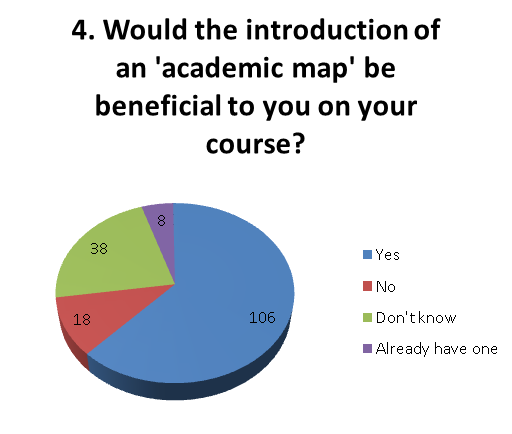 4. Would the introduction of
an 'academic map' be
beneficial to you on your
course?
8
38
18
106
Yes
No
Don't know
Already have one